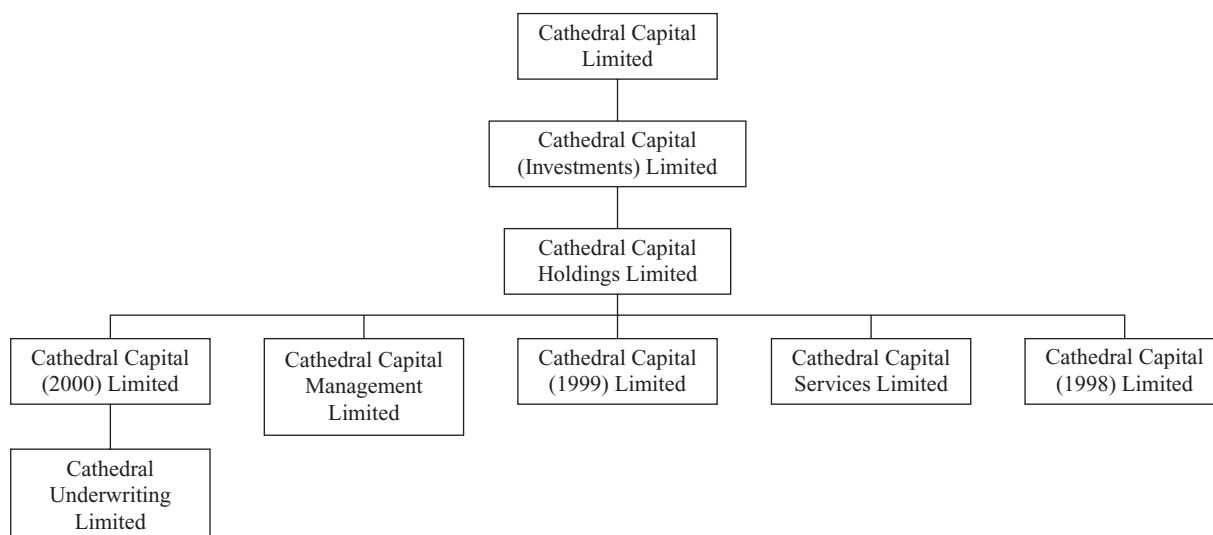 Cathedral Capital
Limited
Cathedral Capital
(Investments) Limited
Cathedral Capital
Holdings Limited
Cathedral Capital
(2000) Limited
Cathedral Capital
Management
Limited
Cathedral Capital
(1999) Limited
Cathedral Capital
Services Limited
Cathedral Capital
(1998) Limited
Cathedral
Underwriting
Limited